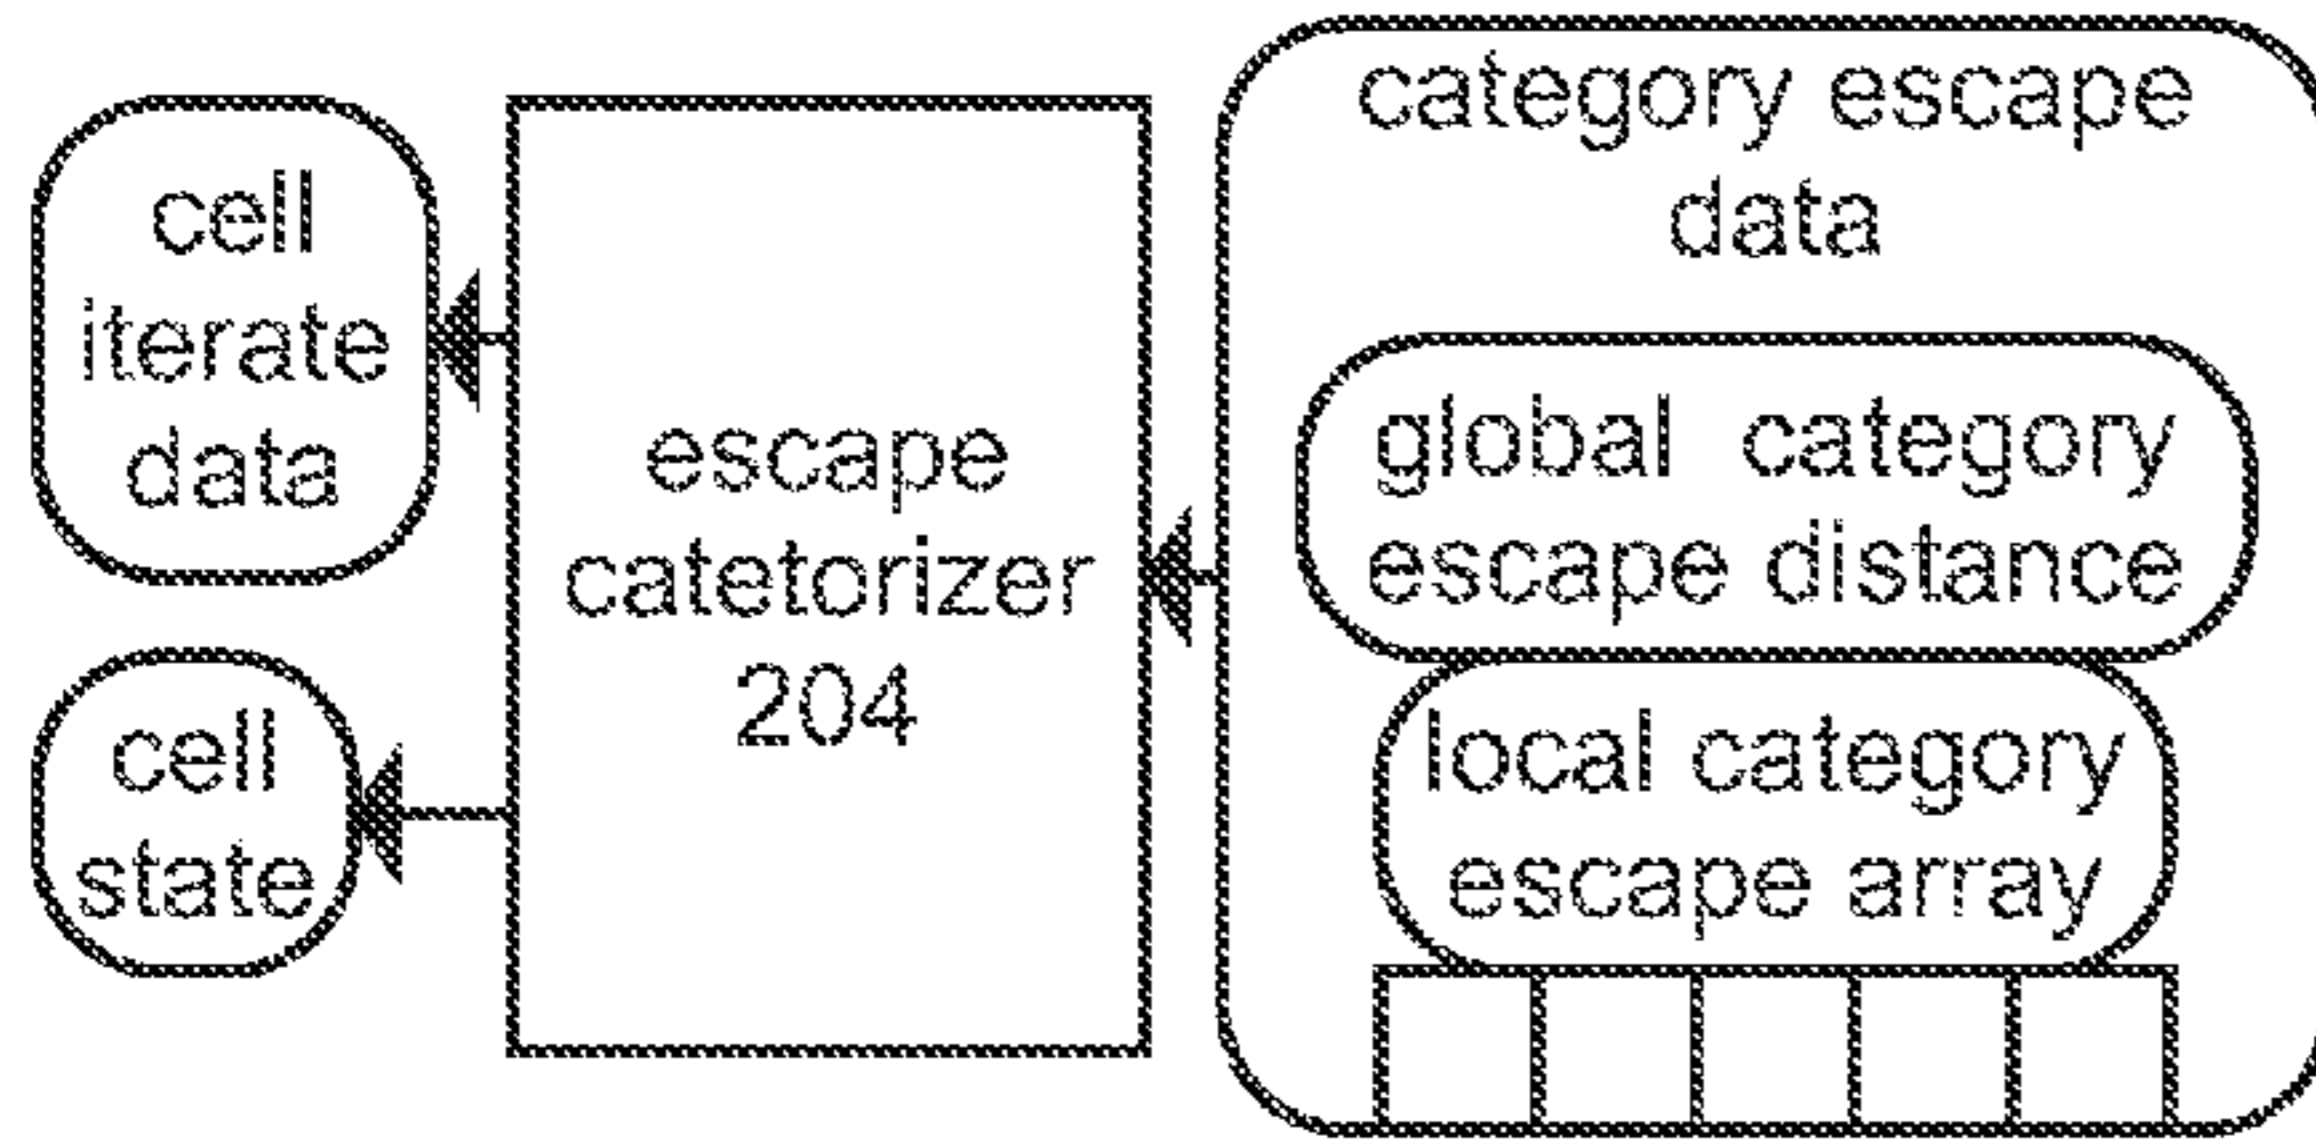 cell
iterate
data
cell
state
escape
catetorizer
204
category escape
data
global category
escape distance
local category
escape array